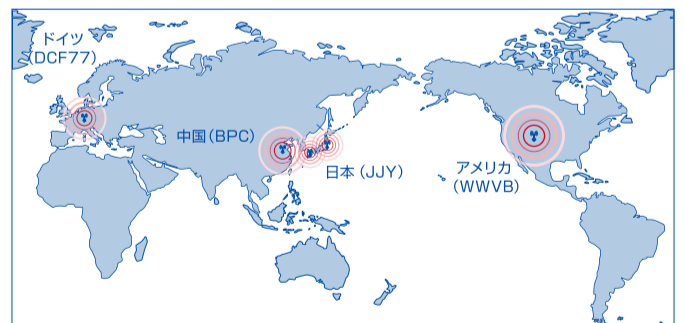 ドイツ
（DCF77）
中国（BPC）
日本（JJY）
アメリカ
（WWVB）